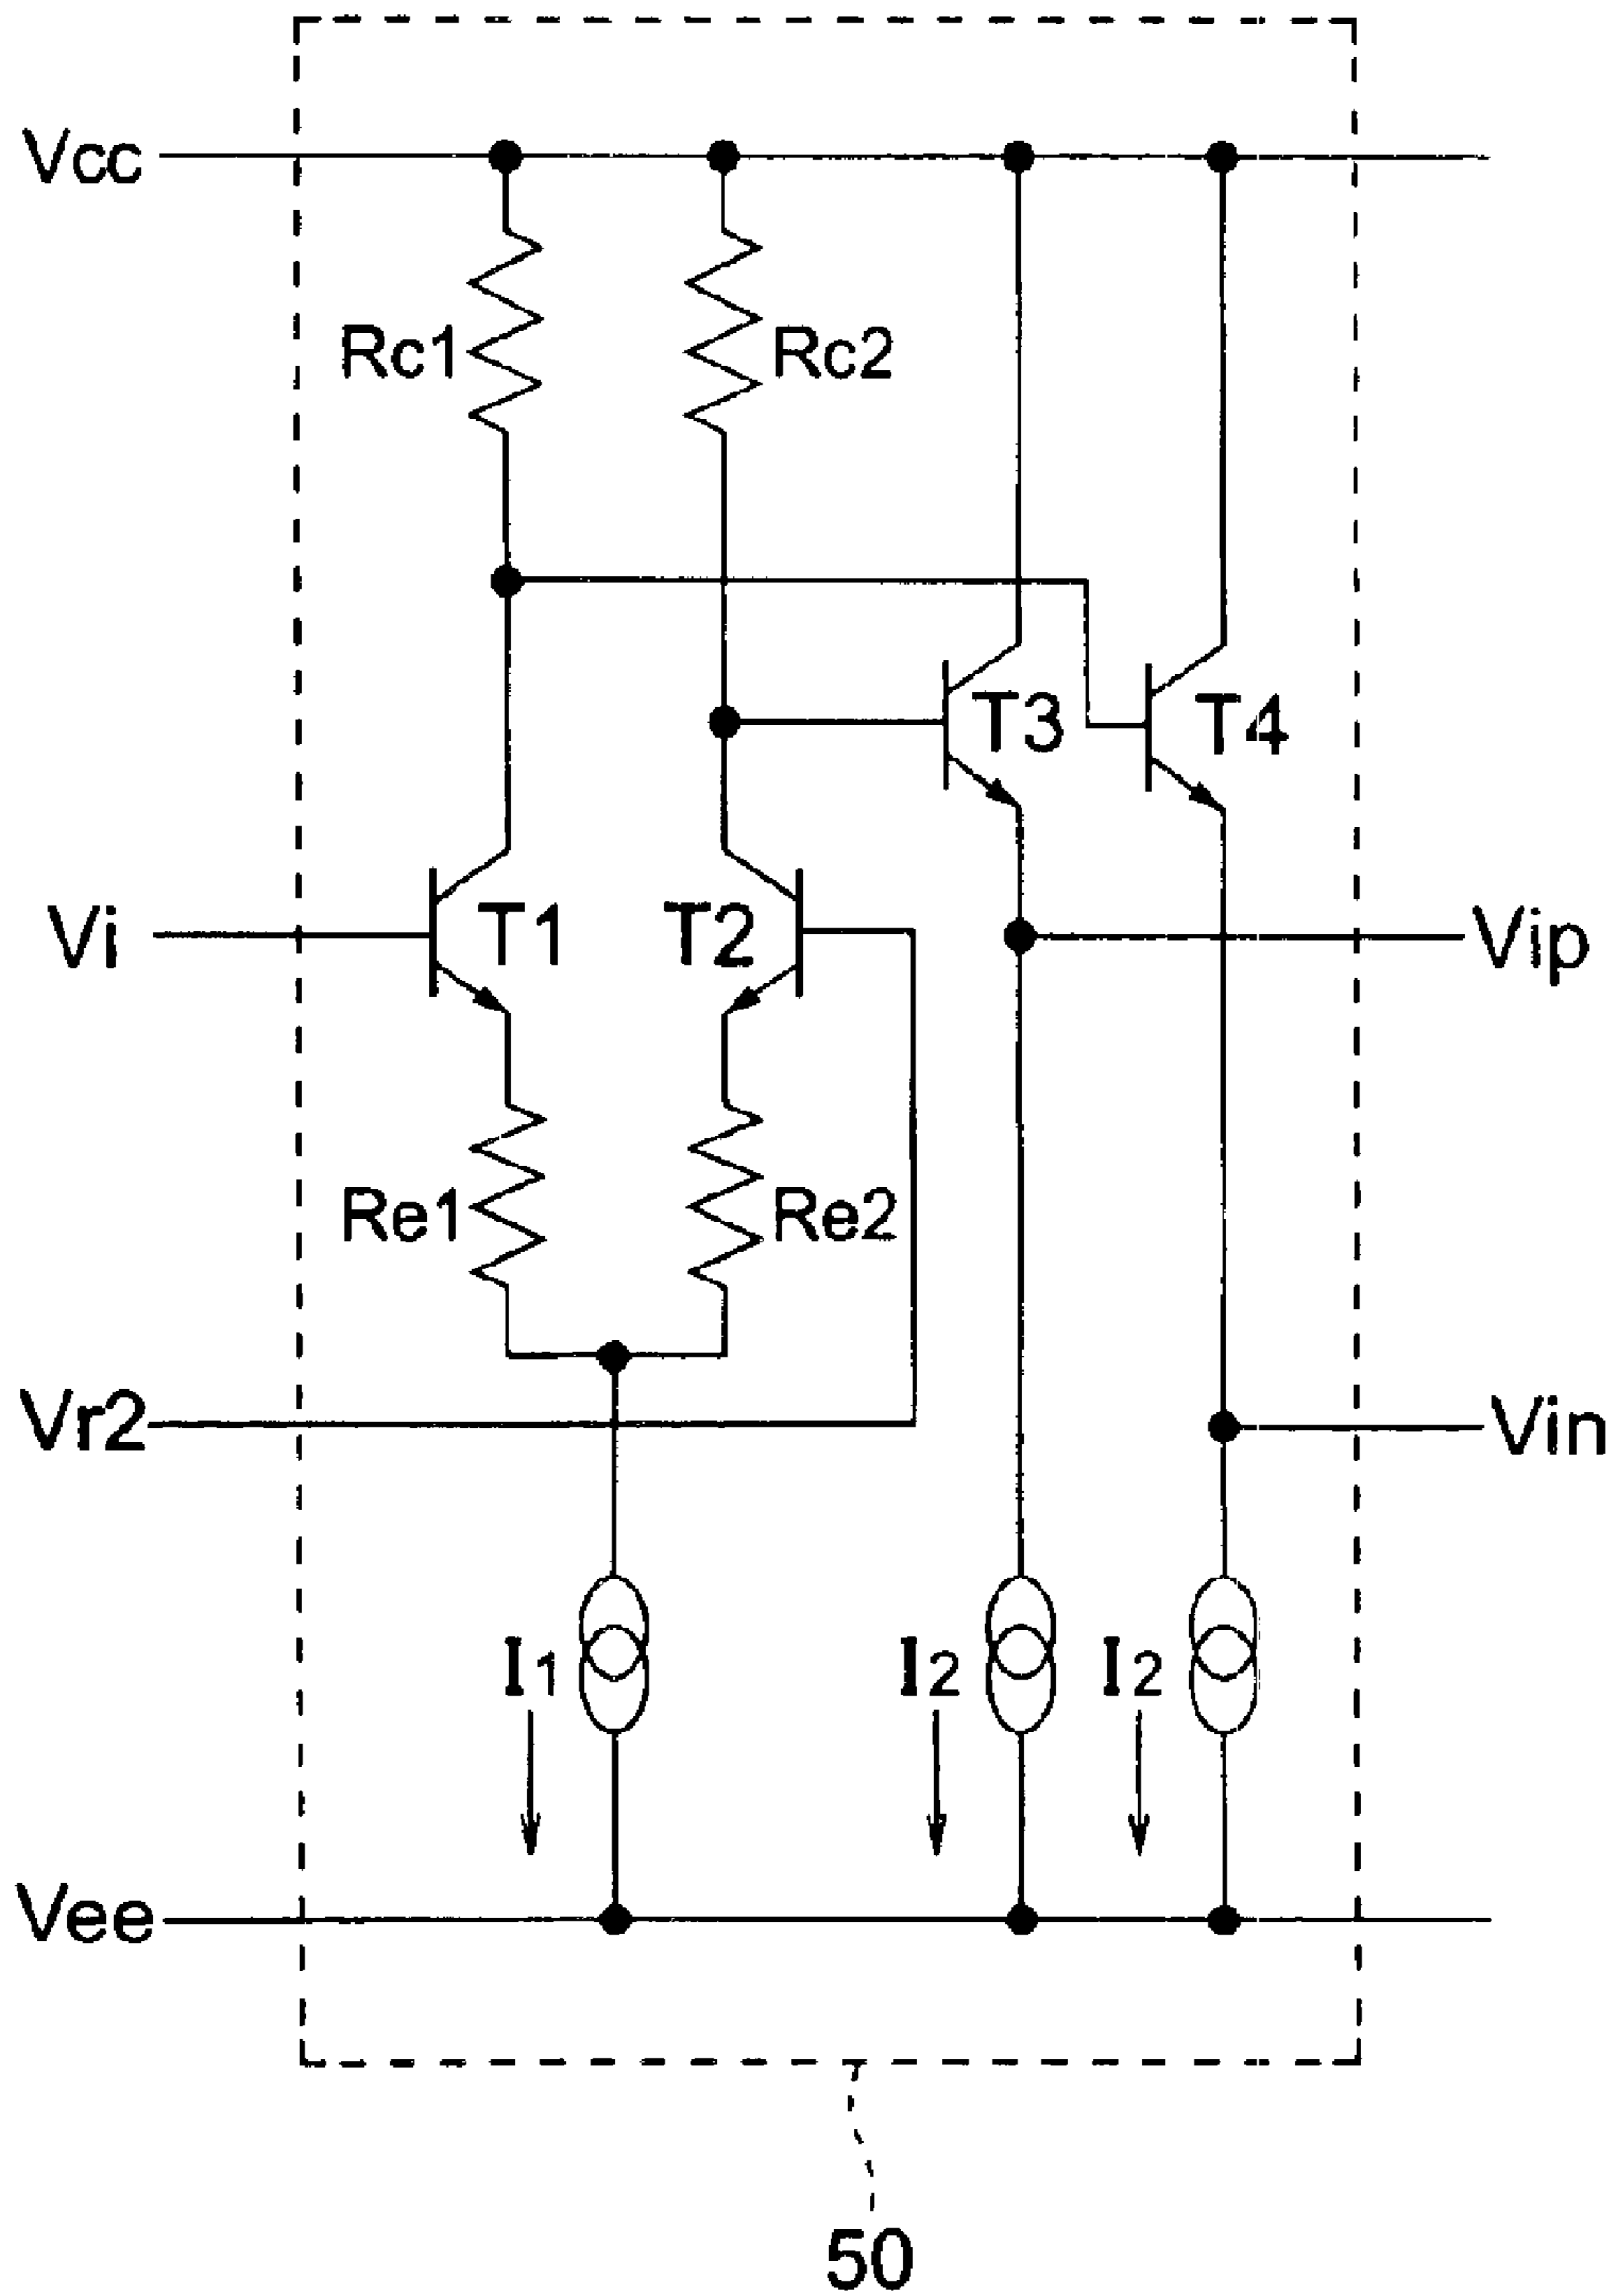 Vcc
Rc1
Rc2
T3
T4
Vi
T1
T2
Vip
Re1
Re2
Vr2
Vin
I1
I2
I2
Vee
50